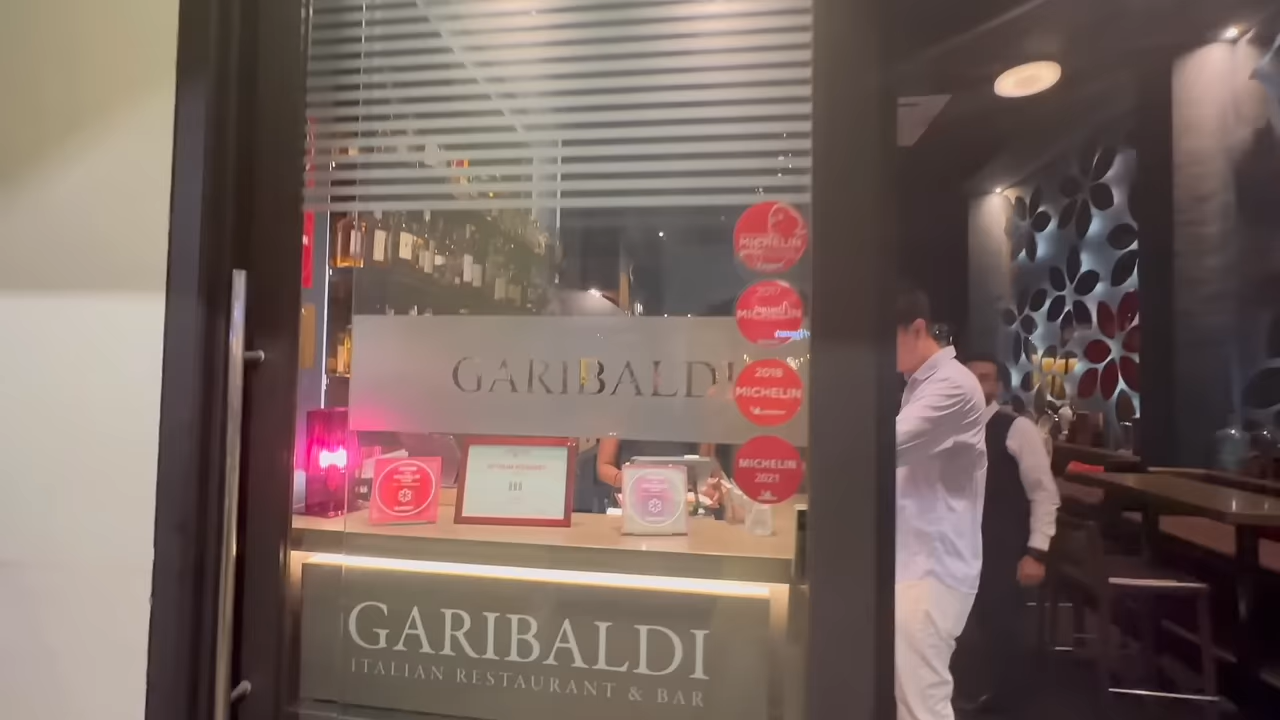 MICHELIN
2017
MICHELIN
GARIBALDI
2018
MICHELIN
MICHELIN
2021
GARIBALDI
ITALIAN RESTAURANT & BAR